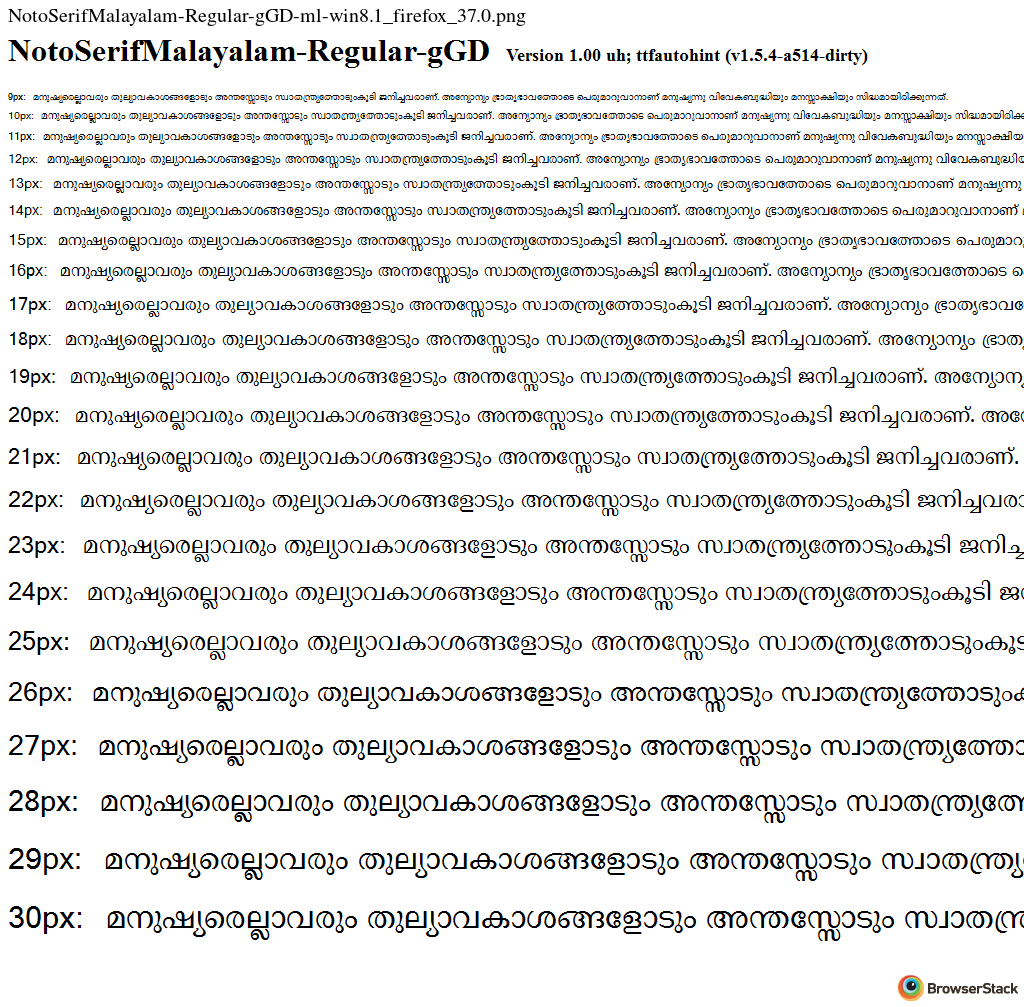 NotoSerifMalayalam-Regular-gGD-ml-win8.1_firefox_37.0.png
NotoSerifMalayalam-Regular-gGD Version 1.00 uh; ttfautohint (v1.5.4-a514-dirty)
9px: മനുഷ്യരെല്ലാവരും തുല്യാവകാശങ്ങളോടും അന്തസ്സോടും സ്വാതന്ത്ര്യത്തോടുംകൂടി ജനിച്ചവരാണ്. അന്യോന്യം ഭ്രാതൃഭാവത്തോടെ പെരുമാറുവാനാണ് മനുഷ്യന്നു വിവേകബുദ്ധിയും മനസ്സാക്ഷിയും സിദ്ധമായിരിക്കുന്നത്.
10px: മനുഷ്യരെല്ലാവരും തുല്യാവകാശങ്ങളോടും അന്തസ്സോടും സ്വാതന്ത്ര്യത്തോടുംകൂടി ജനിച്ചവരാണ്. അന്യോന്യം ഭ്രാതൃഭാവത്തോടെ പെരുമാറുവാനാണ് മനുഷ്യന്നു വിവേകബുദ്ധിയും മനസ്സാക്ഷിയും സിദ്ധമായിരിക്ക
11px: മനുഷ്യരെല്ലാവരും തുല്യാവകാശങ്ങളോടും അന്തസ്സോടും സ്വാതന്ത്ര്യത്തോടുംകൂടി ജനിച്ചവരാണ്. അന്യോന്യം ഭ്രാതൃഭാവത്തോടെ പെരുമാറുവാനാണ് മനുഷ്യന്നു വിവേകബുദ്ധിയും മനസ്സാക്ഷിയ
12px: മനുഷ്യരെല്ലാവരും തുല്യാവകാശങ്ങളോടും അന്തസ്സോടും സ്വാതന്ത്ര്യത്തോടുംകൂടി ജനിച്ചവരാണ്. അന്യോന്യം ഭ്രാതൃഭാവത്തോടെ പെരുമാറുവാനാണ് മനുഷ്യന്നു വിവേകബുദ്ധി
13px: മനുഷ്യരെല്ലാവരും തുല്യാവകാശങ്ങളോടും അന്തസ്സോടും സ്വാതന്ത്ര്യത്തോടുംകൂടി ജനിച്ചവരാണ്. അന്യോന്യം ഭ്രാതൃഭാവത്തോടെ പെരുമാറുവാനാണ് മനുഷ്യന്നു
14px: മനുഷ്യരെല്ലാവരും തുല്യാവകാശങ്ങളോടും അന്തസ്സോടും സ്വാതന്ത്ര്യത്തോടുംകൂടി ജനിച്ചവരാണ്. അന്യോന്യം ഭ്രാതൃഭാവത്തോടെ പെരുമാറുവാനാണ്
15px: മനുഷ്യരെല്ലാവരും തുല്യാവകാശങ്ങളോടും അന്തസ്സോടും സ്വാതന്ത്ര്യത്തോടുംകൂടി ജനിച്ചവരാണ്. അന്യോന്യം ഭ്രാതൃഭാവത്തോടെ പെരുമാറു
16px: മനുഷ്യരെല്ലാവരും തുല്യാവകാശങ്ങളോടും അന്തസ്സോടും സ്വാതന്ത്ര്യത്തോടുംകൂടി ജനിച്ചവരാണ്. അന്യോന്യം ഭ്രാതൃഭാവത്തോടെ
17px: മനുഷ്യരെല്ലാവരും തുല്യാവകാശങ്ങളോടും അന്തസ്സോടും സ്വാതന്ത്ര്യത്തോടുംകൂടി ജനിച്ചവരാണ്. അന്യോന്യം ഭ്രാതൃഭാവ
18px: മനുഷ്യരെല്ലാവരും തുല്യാവകാശങ്ങളോടും അന്തസ്സോടും സ്വാതന്ത്ര്യത്തോടുംകൂടി ജനിച്ചവരാണ്. അന്യോന്യം ഭ്രാതൃ
19px: മനുഷ്യരെല്ലാവരും തുല്യാവകാശങ്ങളോടും അന്തസ്സോടും സ്വാതന്ത്ര്യത്തോടുംകൂടി ജനിച്ചവരാണ്. അന്യോന്യ
20px: മനുഷ്യരെല്ലാവരും തുല്യാവകാശങ്ങളോടും അന്തസ്സോടും സ്വാതന്ത്ര്യത്തോടുംകൂടി ജനിച്ചവരാണ്.
21px: മനുഷ്യരെല്ലാവരും തുല്യാവകാശങ്ങളോടും അന്തസ്സോടും സ്വാതന്ത്ര്യത്തോടുംകൂടി ജനിച്ചവരാണ്.
22px: മനുഷ്യരെല്ലാവരും തുല്യാവകാശങ്ങളോടും അന്തസ്സോടും സ്വാതന്ത്ര്യത്തോടുംകൂടി ജനിച്ചവരാ
23px: മനുഷ്യരെല്ലാവരും തുല്യാവകാശങ്ങളോടും അന്തസ്സോടും സ്വാതന്ത്ര്യത്തോടുംകൂടി ജനിച്ച
24px: മനുഷ്യരെല്ലാവരും തുല്യാവകാശങ്ങളോടും അന്തസ്സോടും സ്വാതന്ത്ര്യത്തോടുംകൂടി ജന
25px: മനുഷ്യരെല്ലാവരും തുല്യാവകാശങ്ങളോടും അന്തസ്സോടും സ്വാതന്ത്ര്യത്തോടുംകൂട
26px: മനുഷ്യരെല്ലാവരും തുല്യാവകാശങ്ങളോടും അന്തസ്സോടും സ്വാതന്ത്ര്യത്തോടുംക
27px: മനുഷ്യരെല്ലാവരും തുല്യാവകാശങ്ങളോടും അന്തസ്സോടും സ്വാതന്ത്ര്യത്തോ
28px: മനുഷ്യരെല്ലാവരും തുല്യാവകാശങ്ങളോടും അന്തസ്സോടും സ്വാതന്ത്ര്യത്തേ
29px: മനുഷ്യരെല്ലാവരും തുല്യാവകാശങ്ങളോടും അന്തസ്സോടും സ്വാതന്ത്ര്യ
30px: മനുഷ്യരെല്ലാവരും തുല്യാവകാശങ്ങളോടും അന്തസ്സോടും സ്വാതന്ത്ര
BrowserStack